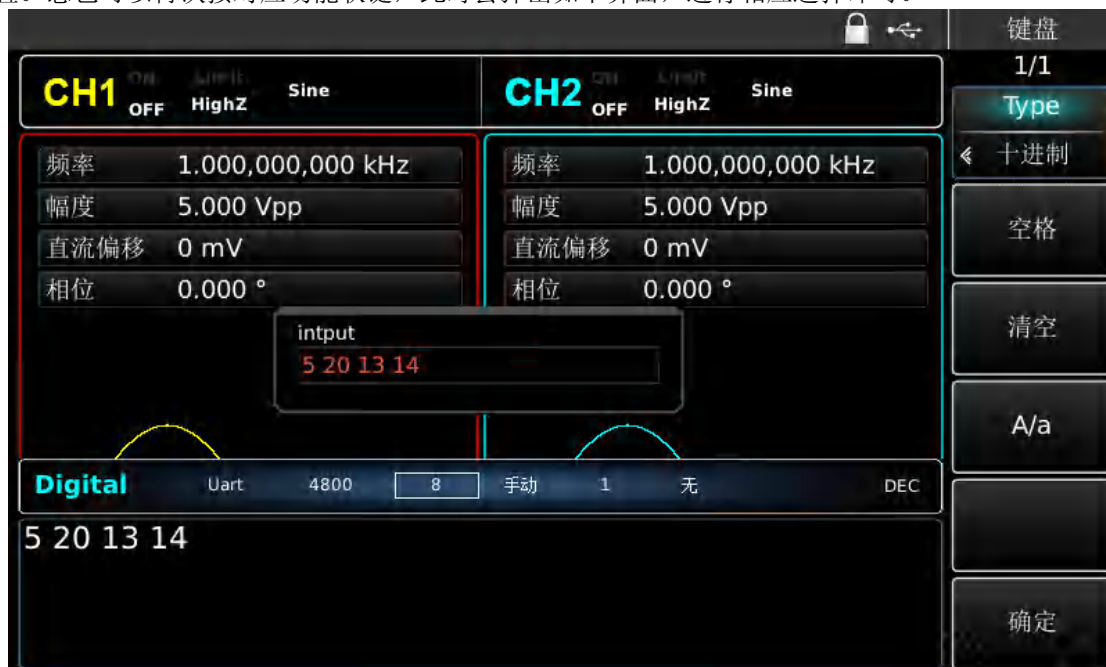 键盘
1/1
CH1 ON OFF Limit HighZ Sine
CH2 ON OFF Limit HighZ Sine
Type
十进制
频率 1.000,000,000 kHz
幅度 5.000 Vpp
直流偏移 0 mV
相位 0.000 °
频率 1.000,000,000 kHz
幅度 5.000 Vpp
直流偏移 0 mV
相位 0.000 °
intput
5 20 13 14
空格
清空
A/a
Digital Uart 4800 8 手动 1 无 DEC
5 20 13 14
确定